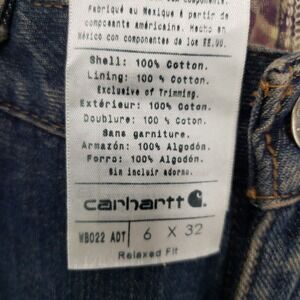 Fabriqué au Mexique à partir de
composants américains. Hecho en
México con componentes de los EE.UU.
Shell: 100% Cotton.
Lining: 100% Cotton.
Exclusive of Trimming.
Extérieur: 100% Coton.
Doublure : 100% Coton.
Sans garniture.
Armazón: 100% Algodón.
Forro: 100% Algodón.
Sin incluir adorno.
carhartt
WB022 ADT 6 X 32
Relaxed Fit